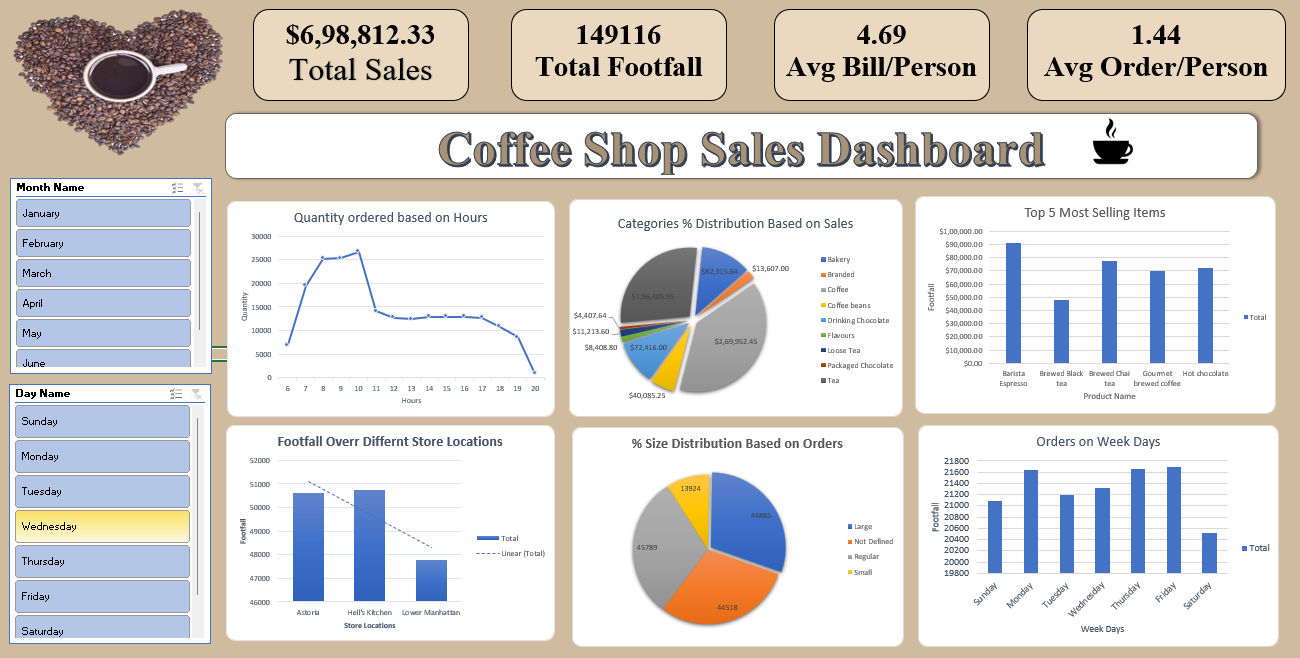 $6,98,812.33
Total Sales
149116
Total Footfall
4.69
Avg Bill/Person
1.44
Avg Order/Person
Coffee Shop Sales Dashboard
Month Name
January
February
March
April
May
June
Day Name
Sunday
Monday
Tuesday
Wednesday
Thursday
Friday
Saturday
Quantity ordered based on Hours
30000
25000
20000
15000
10000
5000
0
Quantity
6 7 8 9 10 11 12 13 14 15 16 17 18 19 20
Hours
Categories % Distribution Based on Sales
$82,315.64
$13,607.00
$2,69,952.45
$40,085.25
$72,416.00
$8,408.80
$11,213.60
$4,407.64
$1,96,405.95
Bakery
Branded
Coffee
Coffee beans
Drinking Chocolate
Flavours
Loose Tea
Packaged Chocolate
Tea
Top 5 Most Selling Items
$1,00,000.00
$90,000.00
$80,000.00
$70,000.00
$60,000.00
$50,000.00
$40,000.00
$30,000.00
$20,000.00
$10,000.00
$0.00
Footfall
Barista Espresso
Brewed Black tea
Brewed Chai tea
Gourmet brewed coffee
Hot chocolate
Product Name
Total
Footfall Overr Differnt Store Locations
52000
51000
50000
49000
48000
47000
46000
Footfall
Astoria
Hell's Kitchen
Lower Manhattan
Store Locations
Total
Linear (Total)
% Size Distribution Based on Orders
13924
44885
45789
44518
Large
Not Defined
Regular
Small
Orders on Week Days
21800
21600
21400
21200
21000
20800
20600
20400
20200
20000
19800
Footfall
Sunday
Monday
Tuesday
Wednesday
Thursday
Friday
Saturday
Week Days
Total